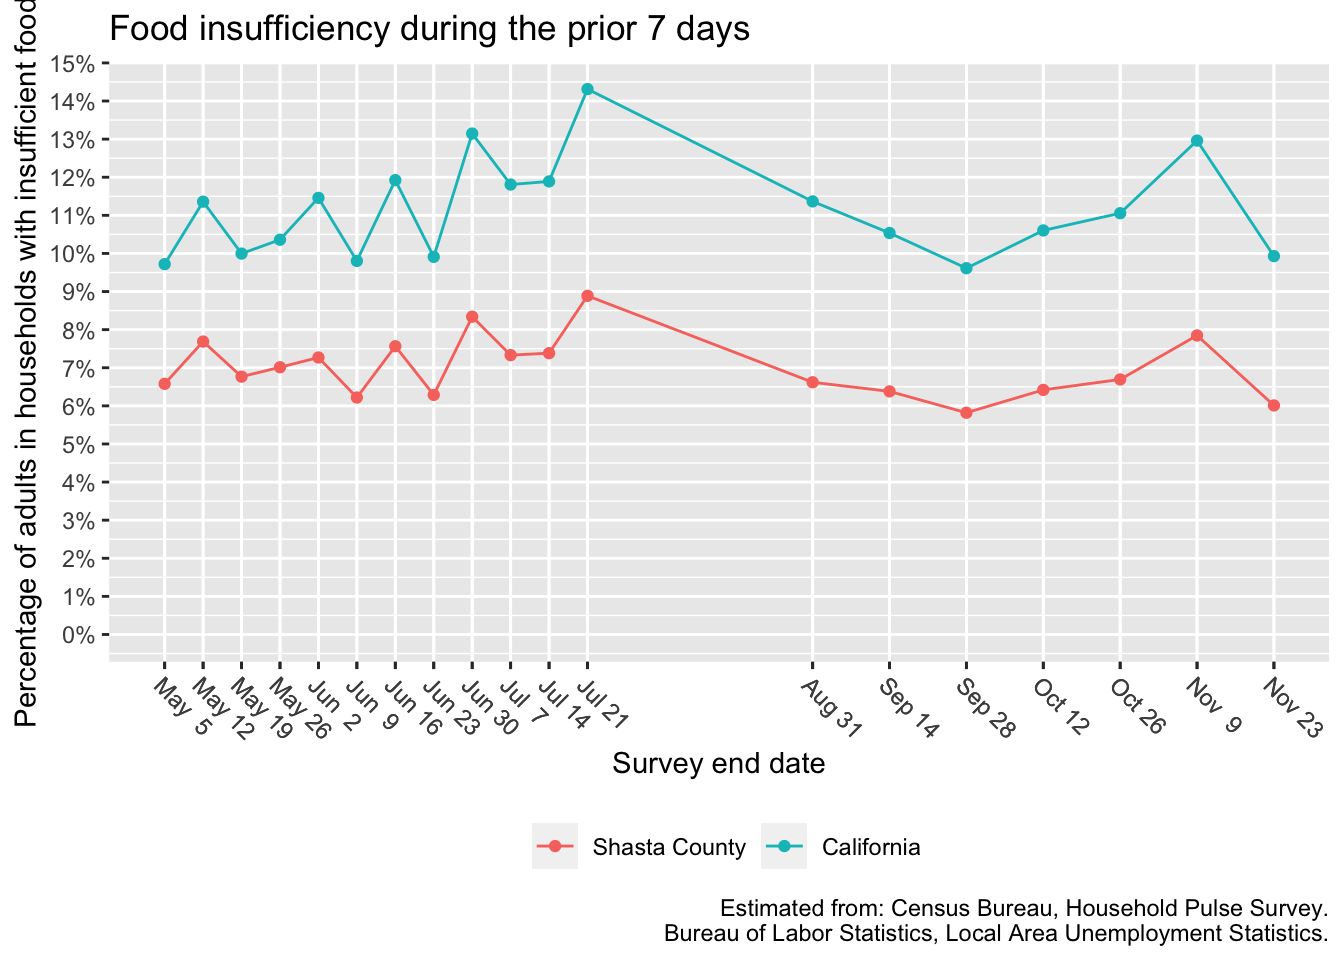 Food insufficiency during the prior 7 days
Percentage of adults in households with insufficient food
15%
14%
13%
12%
11%
10%
9%
8%
7%
6%
5%
4%
3%
2%
1%
0%
May 5
May 12
May 19
May 26
Jun 2
Jun 9
Jun 16
Jun 23
Jun 30
Jul 7
Jul 14
Jul 21
Aug 31
Sep 14
Sep 28
Oct 12
Oct 26
Nov 9
Nov 23
Survey end date
Shasta County
California
Estimated from: Census Bureau, Household Pulse Survey.
Bureau of Labor Statistics, Local Area Unemployment Statistics.